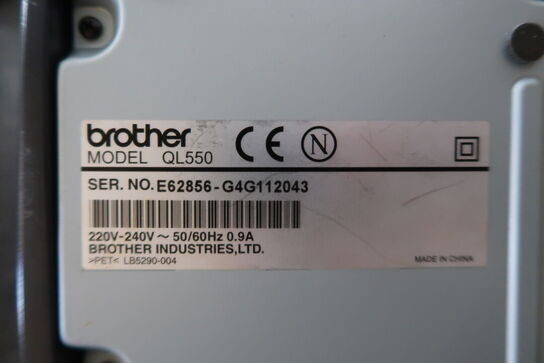 brother
MODEL QL550
CE N
SER. NO. E62856-G4G112043
220V-240V ~ 50/60Hz 0.9A
BROTHER INDUSTRIES,LTD.
>PET< LB5290-004
MADE IN CHINA